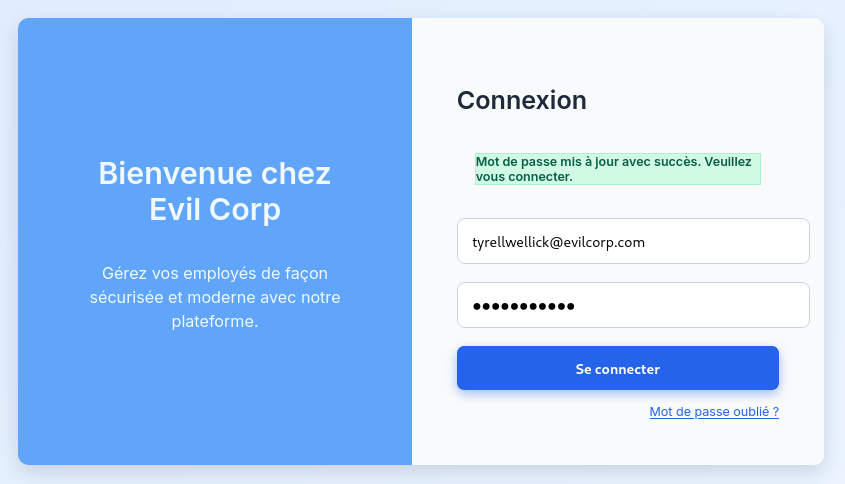 Bienvenue chez
Evil Corp
Gérez vos employés de façon
sécurisée et moderne avec notre
plateforme.
Connexion
Mot de passe mis à jour avec succès. Veuillez
vous connecter.
tyrellwellick@evilcorp.com
●●●●●●●●●●●
Se connecter
Mot de passe oublié ?